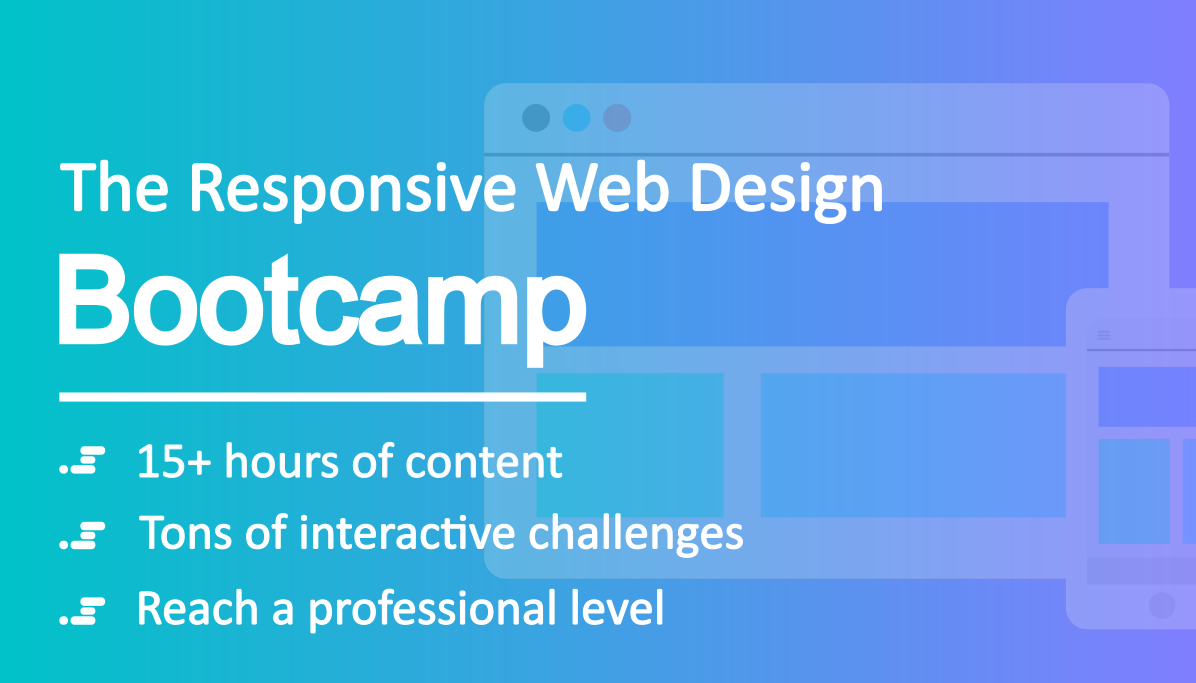 The Responsive Web Design
Bootcamp
15+ hours of content
Tons of interactive challenges
Reach a professional level